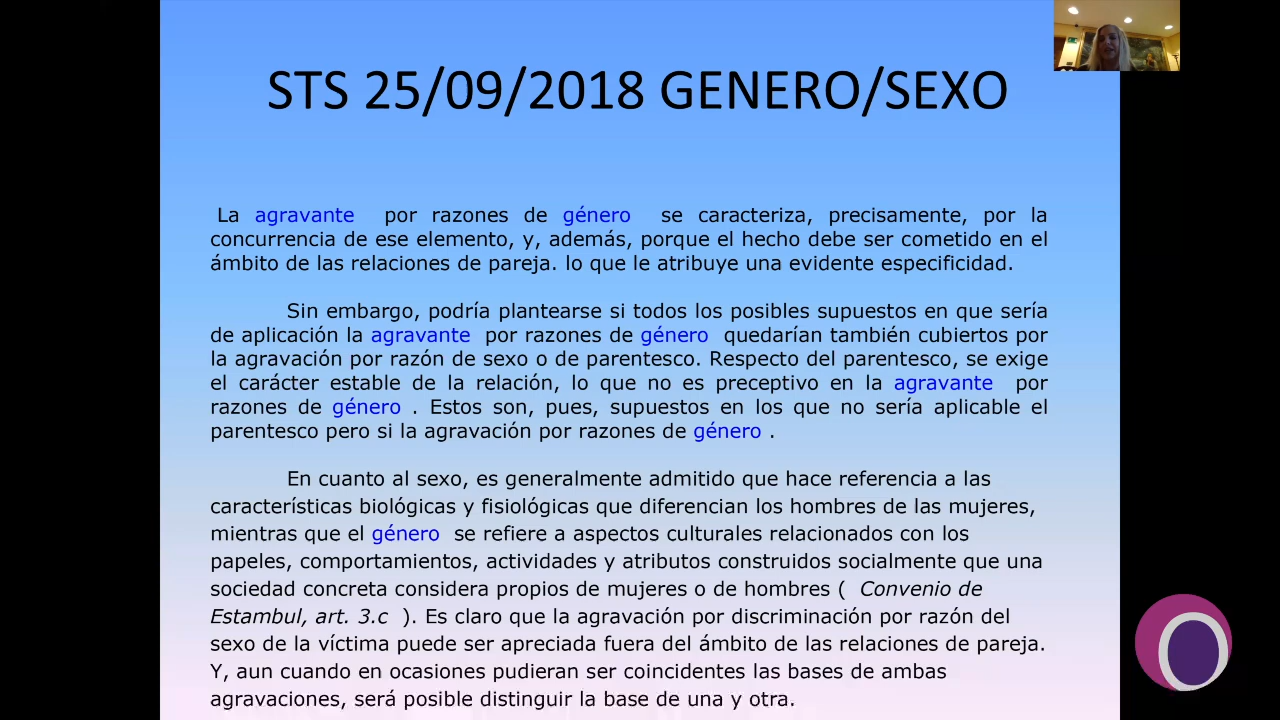 STS 25/09/2018 GENERO/SEXO
La agravante por razones de género se caracteriza, precisamente, por la
concurrencia de ese elemento, y, además, porque el hecho debe ser cometido en el
ámbito de las relaciones de pareja. lo que le atribuye una evidente especificidad.
Sin embargo, podría plantearse si todos los posibles supuestos en que sería
de aplicación la agravante por razones de género quedarían también cubiertos por
la agravación por razón de sexo o de parentesco. Respecto del parentesco, se exige
el carácter estable de la relación, lo que no es preceptivo en la agravante por
razones de género . Estos son, pues, supuestos en los que no sería aplicable el
parentesco pero si la agravación por razones de género .
En cuanto al sexo, es generalmente admitido que hace referencia a las
características biológicas y fisiológicas que diferencian los hombres de las mujeres,
mientras que el género se refiere a aspectos culturales relacionados con los
papeles, comportamientos, actividades y atributos construidos socialmente que una
sociedad concreta considera propios de mujeres o de hombres ( Convenio de
Estambul, art. 3.c ). Es claro que la agravación por discriminación por razón del
sexo de la víctima puede ser apreciada fuera del ámbito de las relaciones de pareja.
Y, aun cuando en ocasiones pudieran ser coincidentes las bases de ambas
agravaciones, será posible distinguir la base de una y otra.